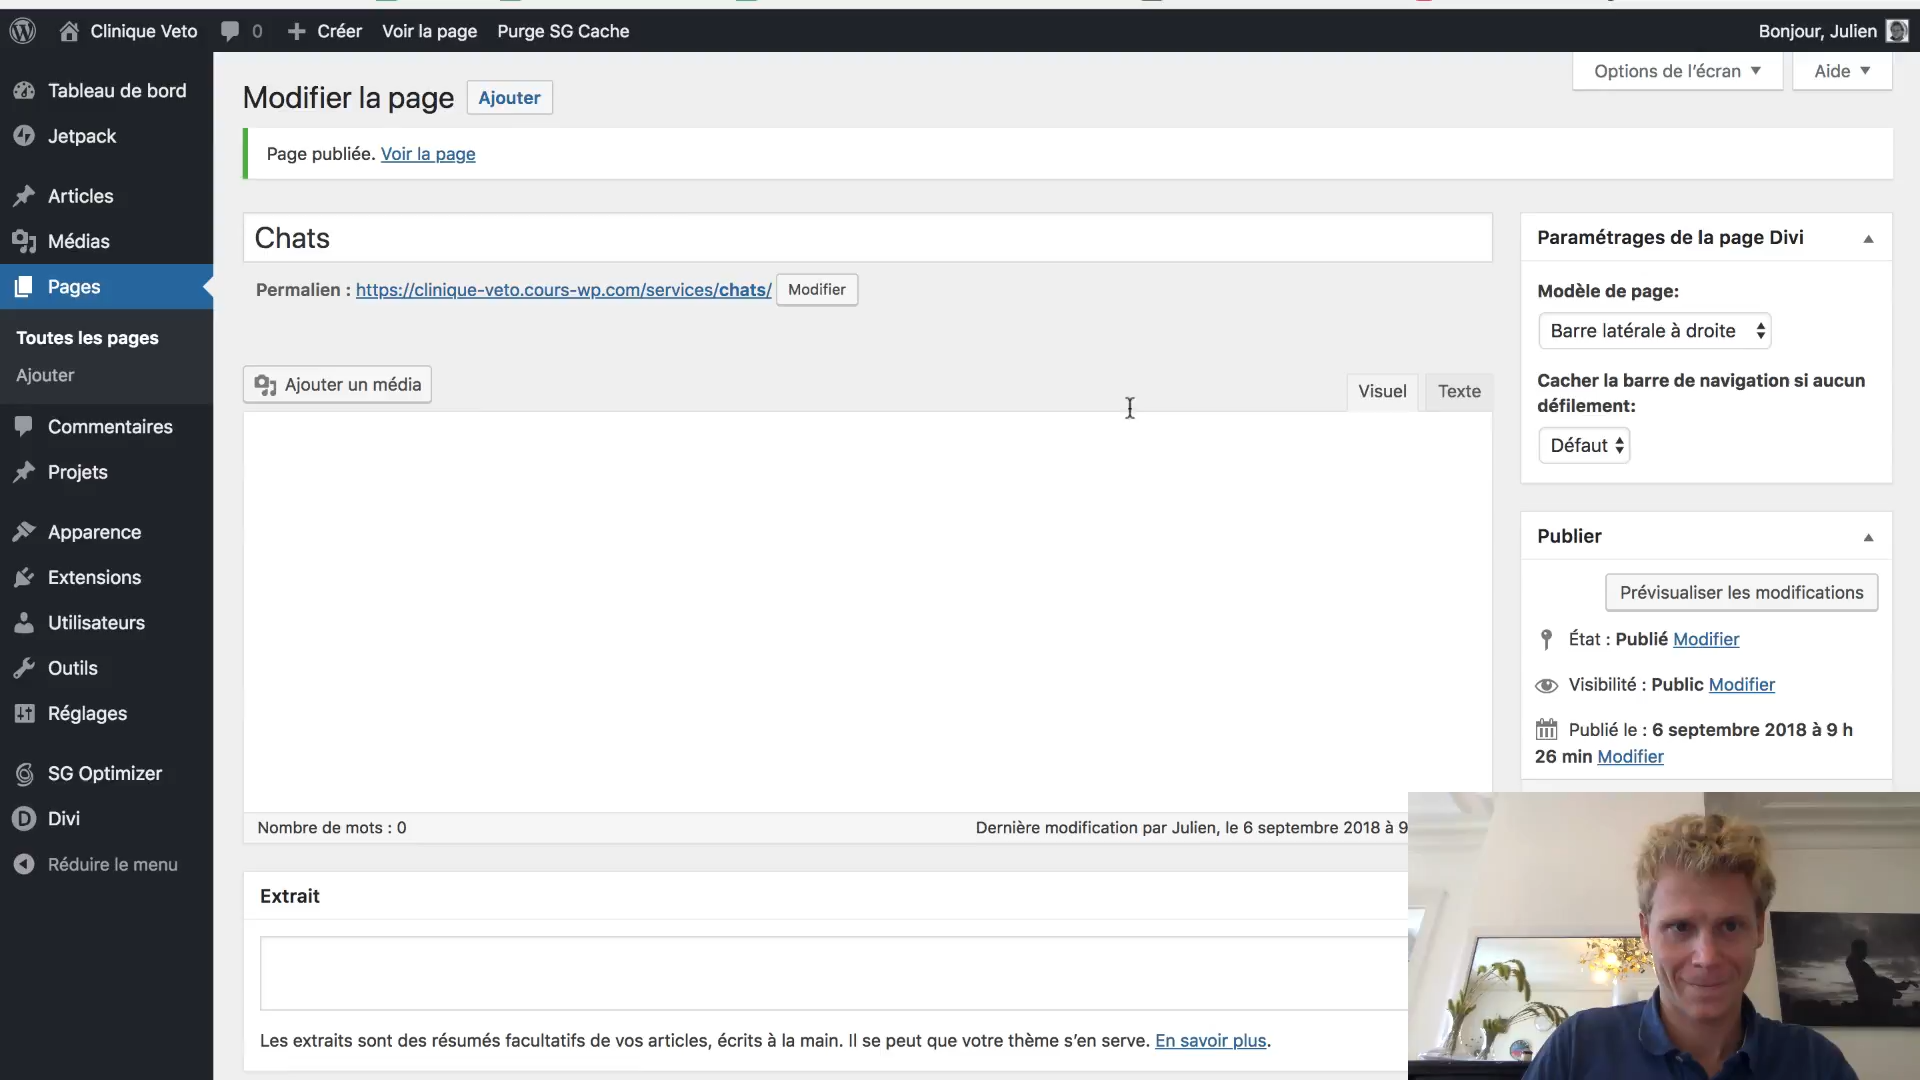 Clinique Veto
0
Créer
Voir la page
Purge SG Cache
Bonjour, Julien
Tableau de bord
Jetpack
Articles
Médias
Pages
Toutes les pages
Ajouter
Commentaires
Projets
Apparence
Extensions
Utilisateurs
Outils
Réglages
SG Optimizer
Divi
Réduire le menu
Options de l'écran
Aide
Modifier la page
Ajouter
Page publiée. Voir la page
Chats
Permalien : https://clinique-veto.cours-wp.com/services/chats/
Modifier
Ajouter un média
Visuel
Texte
Nombre de mots : 0
Dernière modification par Julien, le 6 septembre 2018 à 9
Extrait
Les extraits sont des résumés facultatifs de vos articles, écrits à la main. Il se peut que votre thème s'en serve. En savoir plus.
Paramétrages de la page Divi
Modèle de page:
Barre latérale à droite
Cacher la barre de navigation si aucun
défilement:
Défaut
Publier
Prévisualiser les modifications
État : Publié Modifier
Visibilité : Public Modifier
Publié le : 6 septembre 2018 à 9 h
26 min Modifier